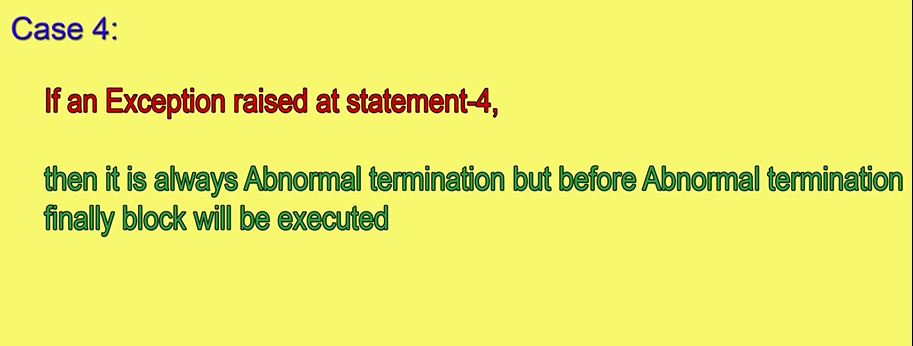 Case 4:
If an Exception raised at statement-4,
then it is always Abnormal termination but before Abnormal termination
finally block will be executed